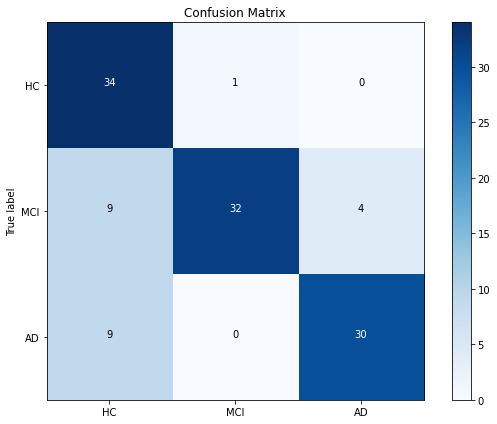 Confusion Matrix
True label
HC 34 1 0
MCI 9 32 4
AD 9 0 30
HC MCI AD
30
25
20
15
10
5
0